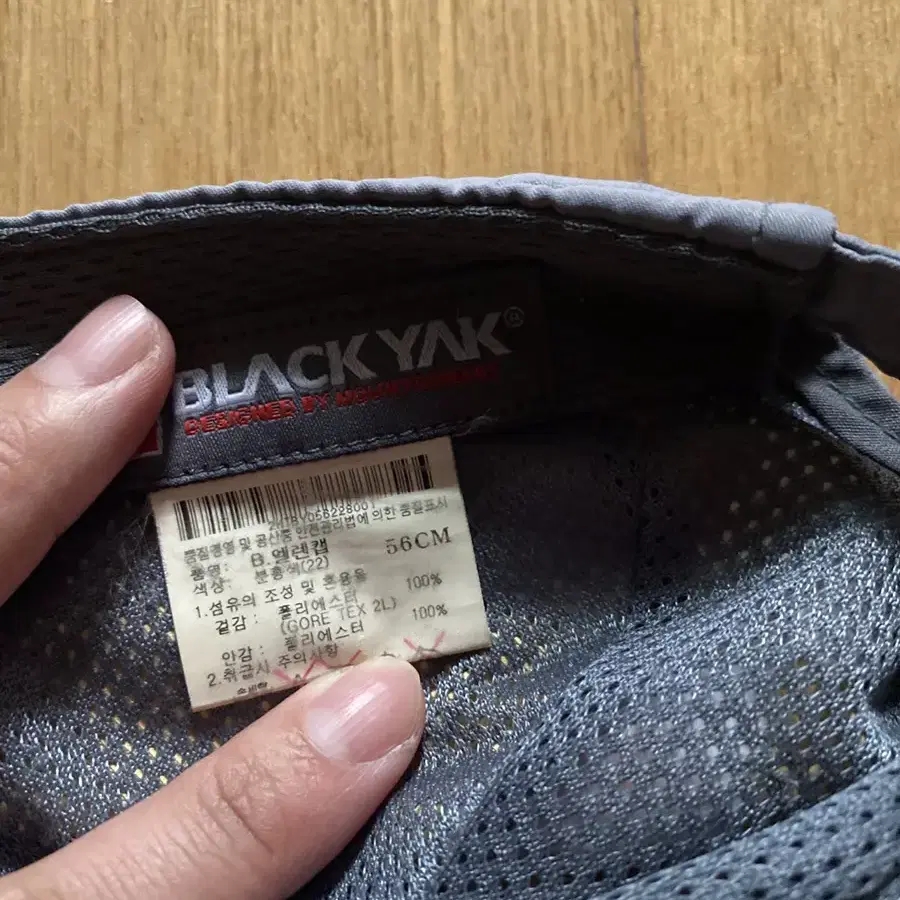 BLACK YAK®
DESIGNED BY
품질경영 및 공산품 안전관리법에 의한 품질표시
품명: B.엘렌캡 56CM
색상: 분홍색(22)
1.섬유의 조성 및 혼용율
겉감: 폴리에스터 100%
(GORE TEX 2L)
안감: 폴리에스터 100%
2.취급시 주의사항